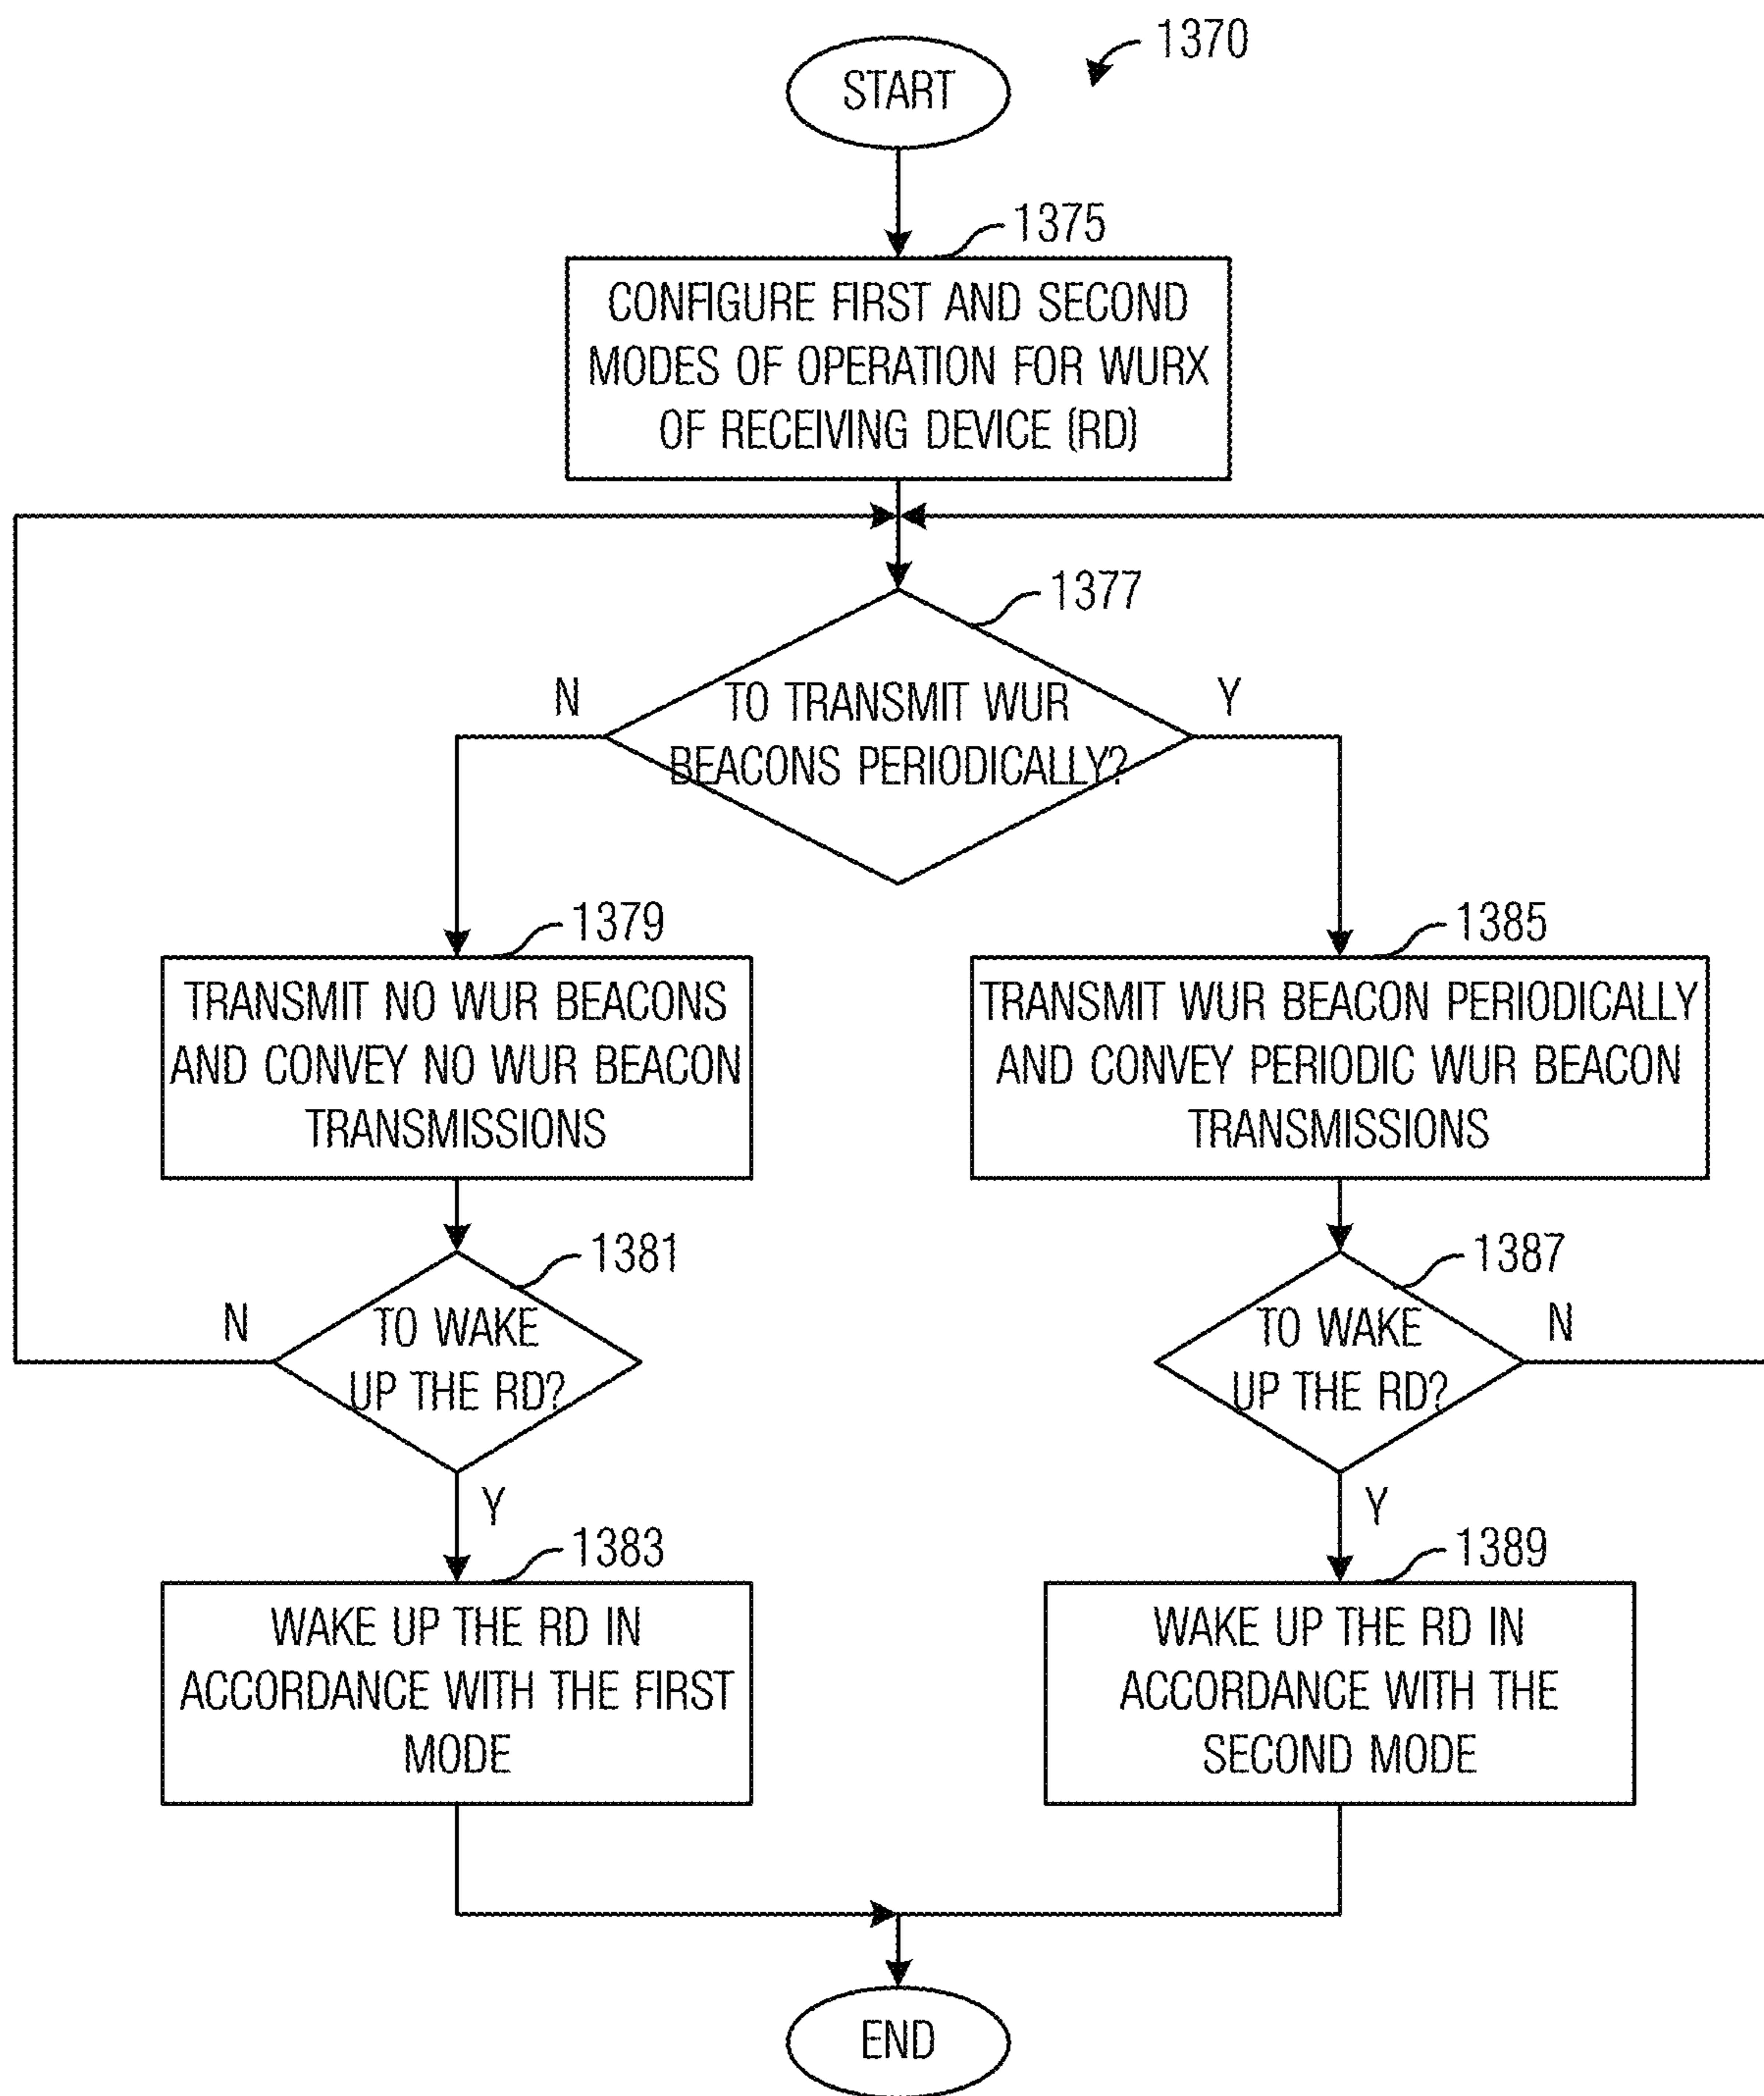 1370
START
1375
CONFIGURE FIRST AND SECOND
MODES OF OPERATION FOR WURX
OF RECEIVING DEVICE (RD)
1377
N
TO TRANSMIT WUR
BEACONS PERIODICALLY?
Y
1379
TRANSMIT NO WUR BEACONS
AND CONVEY NO WUR BEACON
TRANSMISSIONS
1385
TRANSMIT WUR BEACON PERIODICALLY
AND CONVEY PERIODIC WUR BEACON
TRANSMISSIONS
1381
N
TO WAKE
UP THE RD?
Y
1387
TO WAKE
UP THE RD?
N
Y
1383
WAKE UP THE RD IN
ACCORDANCE WITH THE FIRST
MODE
1389
WAKE UP THE RD IN
ACCORDANCE WITH THE
SECOND MODE
END